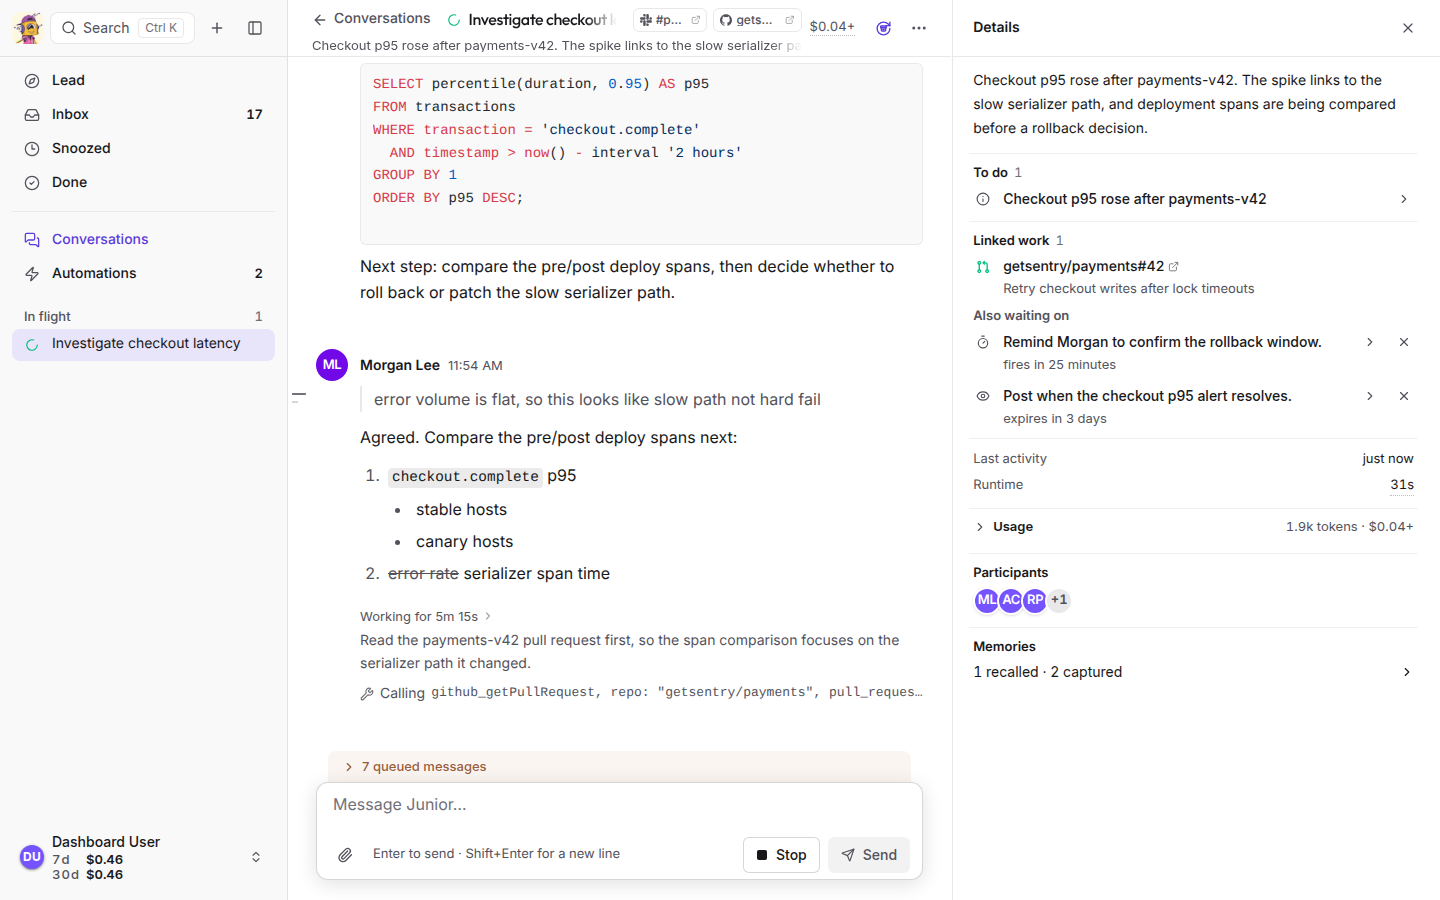 Search Ctrl K
Lead
Inbox 17
Snoozed
Done
Conversations
Automations 2
In flight 1
Investigate checkout latency
DU
Dashboard User
7d $0.46
30d $0.46
Conversations Investigate checkout #p... gets... $0.04+
Checkout p95 rose after payments-v42. The spike links to the slow serializer
SELECT percentile(duration, 0.95) AS p95
FROM transactions
WHERE transaction = 'checkout.complete'
AND timestamp > now() - interval '2 hours'
GROUP BY 1
ORDER BY p95 DESC;
Next step: compare the pre/post deploy spans, then decide whether to
roll back or patch the slow serializer path.
ML Morgan Lee 11:54 AM
error volume is flat, so this looks like slow path not hard fail
Agreed. Compare the pre/post deploy spans next:
1. checkout.complete p95
• stable hosts
• canary hosts
2. error rate serializer span time
Working for 5m 15s
Read the payments-v42 pull request first, so the span comparison focuses on the
serializer path it changed.
Calling github_getPullRequest, repo: "getsentry/payments", pull_reques…
7 queued messages
Message Junior...
Enter to send · Shift+Enter for a new line
Stop
Send
Details
Checkout p95 rose after payments-v42. The spike links to the
slow serializer path, and deployment spans are being compared
before a rollback decision.
To do 1
Checkout p95 rose after payments-v42
Linked work 1
getsentry/payments#42
Retry checkout writes after lock timeouts
Also waiting on
Remind Morgan to confirm the rollback window.
fires in 25 minutes
Post when the checkout p95 alert resolves.
expires in 3 days
Last activity just now
Runtime 31s
Usage 1.9k tokens · $0.04+
Participants
ML AC RP +1
Memories
1 recalled · 2 captured